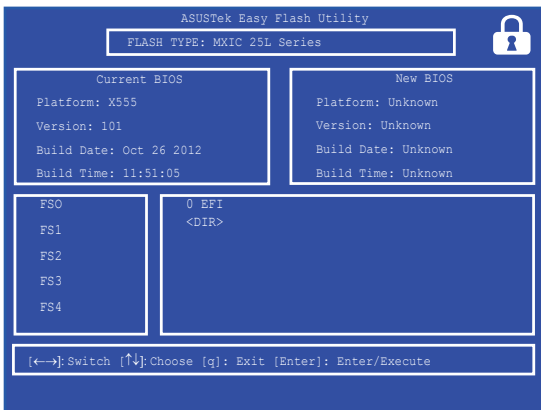 ASUSTek Easy Flash Utility
FLASH TYPE: MXIC 25L Series
Current BIOS
Platform: X555
Version: 101
Build Date: Oct 26 2012
Build Time: 11:51:05
New BIOS
Platform: Unknown
Version: Unknown
Build Date: Unknown
Build Time: Unknown
FSO
FS1
FS2
FS3
FS4
0 EFI
<DIR>
[←→]: Switch [↑↓]: Choose [q]: Exit [Enter]: Enter/Execute